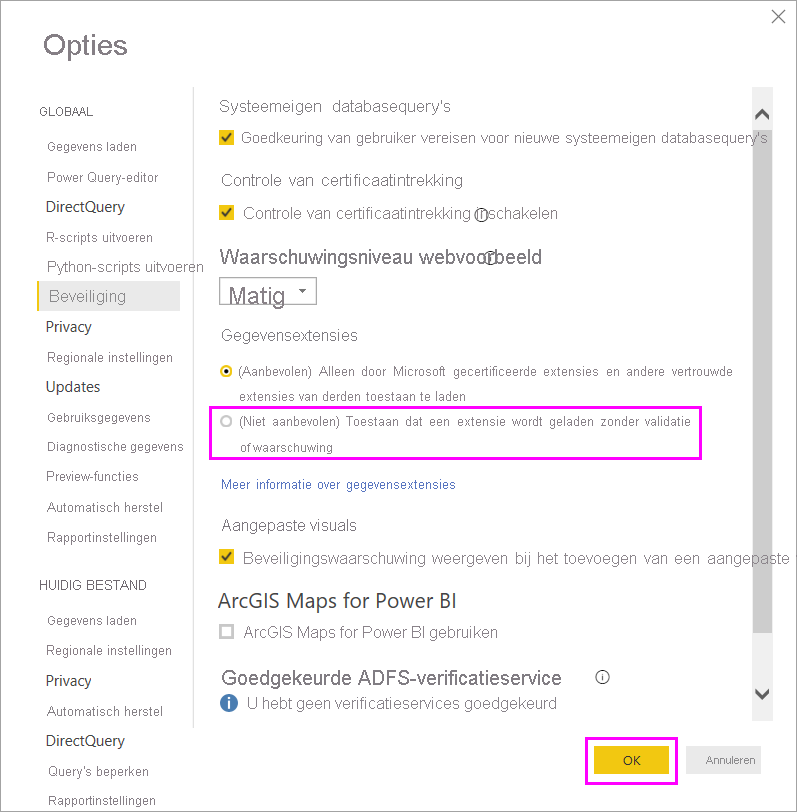 Opties
GLOBAAL
Gegevens laden
Power Query-editor
DirectQuery
R-scripts uitvoeren
Python-scripts uitvoeren
Beveiliging
Privacy
Regionale instellingen
Updates
Gebruiksgegevens
Diagnostische gegevens
Preview-functies
Automatisch herstel
Rapportinstellingen
HUIDIG BESTAND
Gegevens laden
Regionale instellingen
Privacy
Automatisch herstel
DirectQuery
Query's beperken
Rapportinstellingen
Systeemeigen databasequery's
Goedkeuring van gebruiker vereisen voor nieuwe systeemeigen databasequery's
Controle van certificaatintrekking
Controle van certificaatintrekking inschakelen
Waarschuwingsniveau webvoorbeeld
Matig
Gegevensextensies
(Aanbevolen) Alleen door Microsoft gecertificeerde extensies en andere vertrouwde
extensies van derden toestaan te laden
(Niet aanbevolen) Toestaan dat een extensie wordt geladen zonder validatie
of waarschuwing
Meer informatie over gegevensextensies
Aangepaste visuals
Beveiligingswaarschuwing weergeven bij het toevoegen van een aangepaste
ArcGIS Maps for Power BI
ArcGIS Maps for Power BI gebruiken
Goedgekeurde ADFS-verificatieservice
U hebt geen verificatieservices goedgekeurd
OK
Annuleren